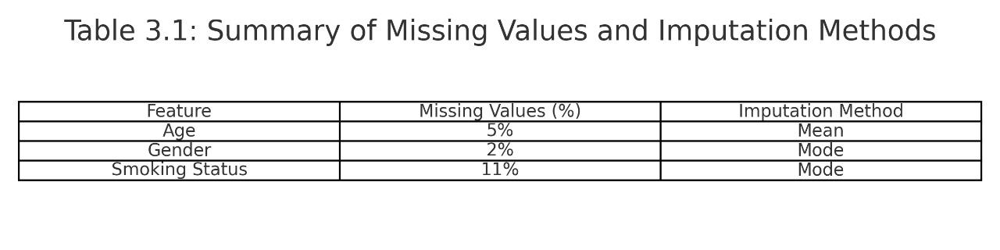 Table 3.1: Summary of Missing Values and Imputation Methods
Feature Missing Values (%) Imputation Method
Age 5% Mean
Gender 2% Mode
Smoking Status 11% Mode